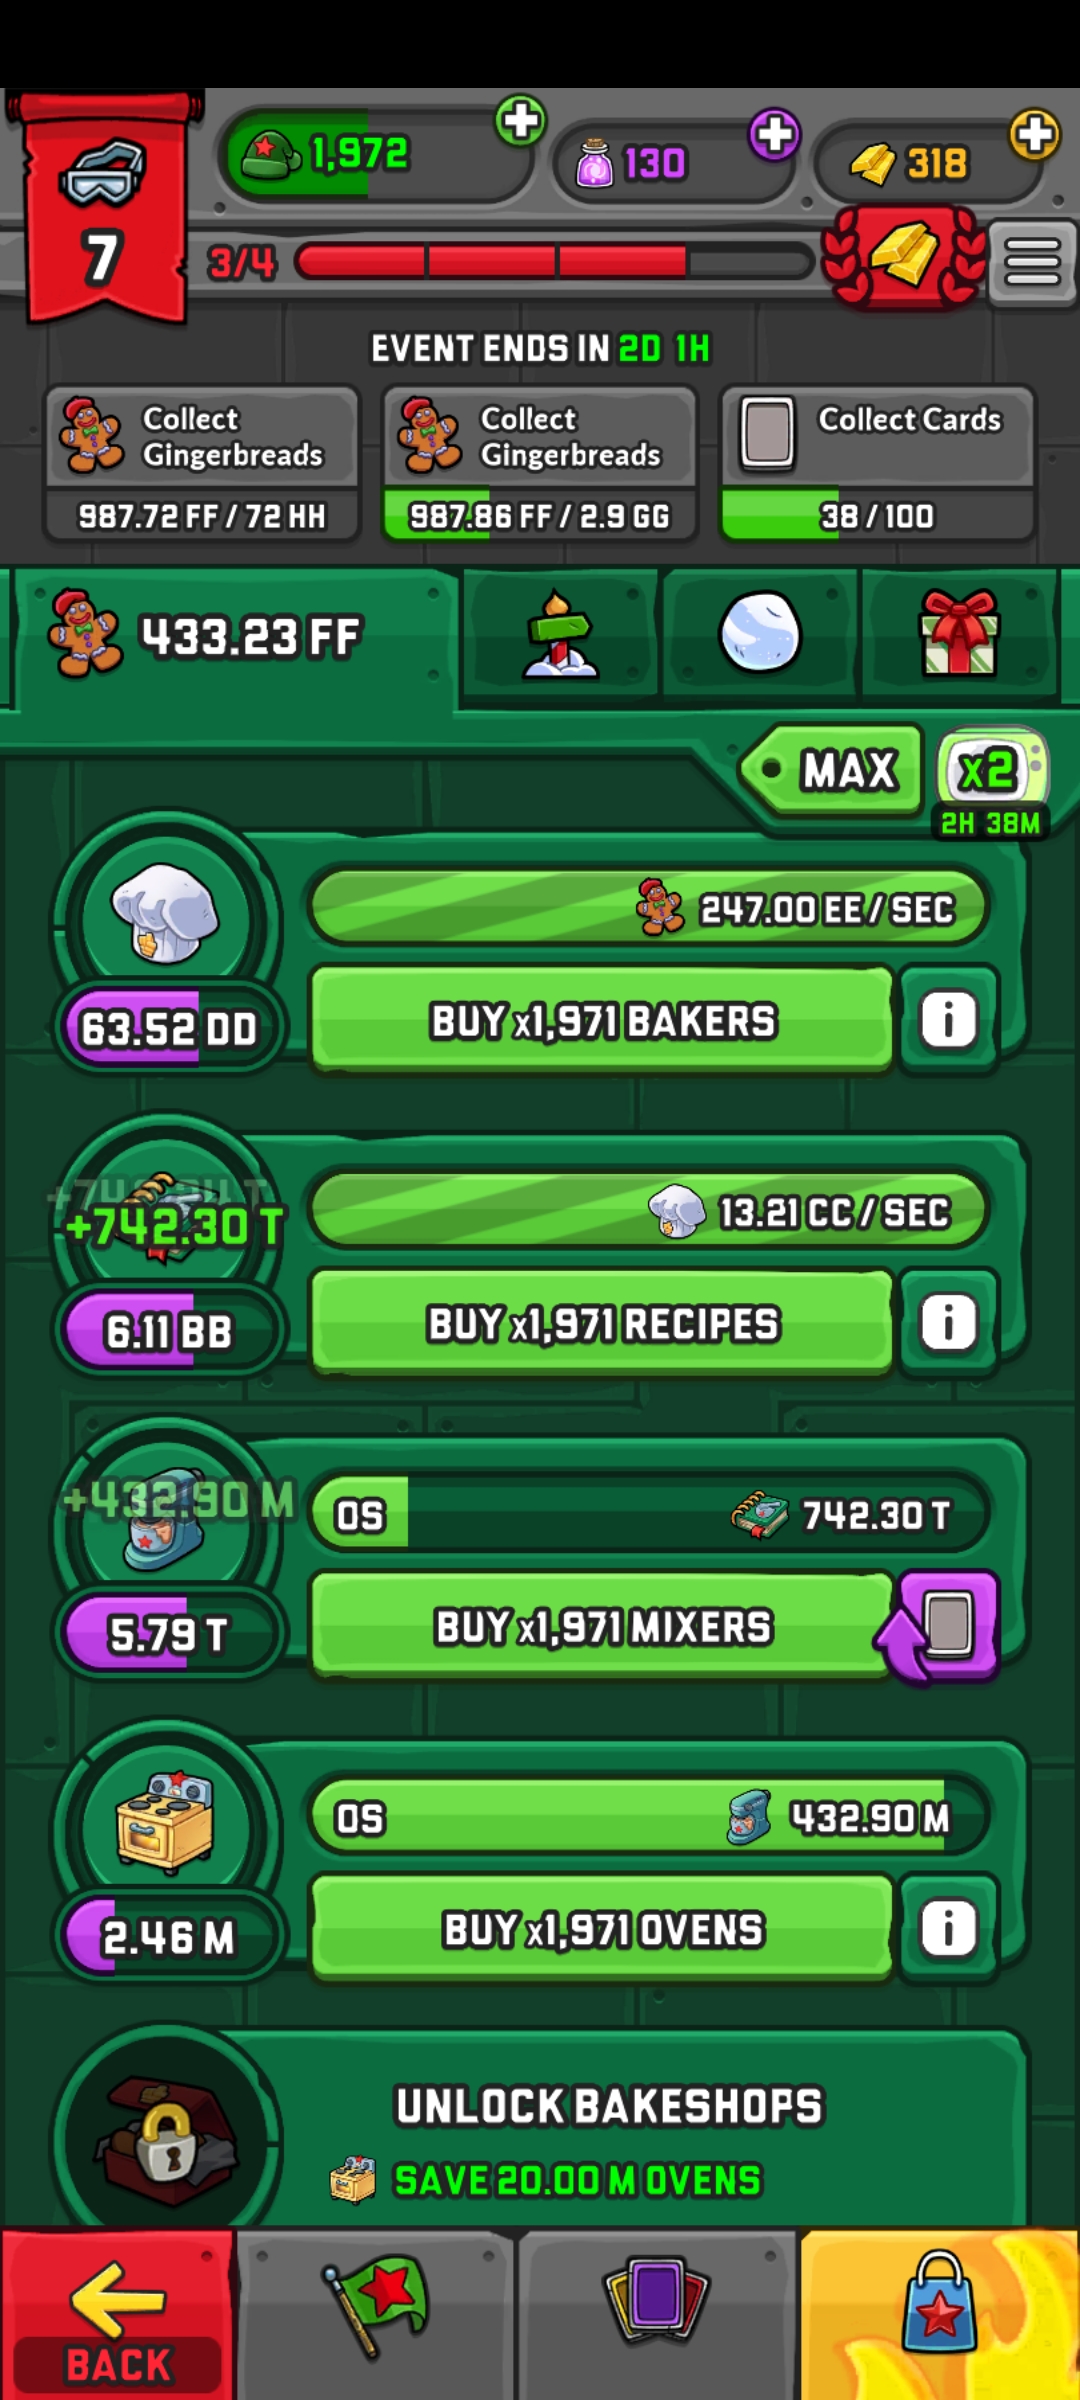 1,972
130
318
7
3/4
EVENT ENDS IN 2D 1H
Collect
Gingerbreads
987.72 FF / 72 HH
Collect
Gingerbreads
987.86 FF / 2.9 GG
Collect Cards
38 / 100
433.23 FF
MAX
x2
2H 38M
247.00 EE / SEC
63.52 DD
BUY x1,971 BAKERS
i
+742.30 T
13.21 CC / SEC
6.11 BB
BUY x1,971 RECIPES
i
+432.90 M
0S
742.30 T
5.79 T
BUY x1,971 MIXERS
0S
432.90 M
2.46 M
BUY x1,971 OVENS
i
UNLOCK BAKESHOPS
SAVE 20.00 M OVENS
BACK